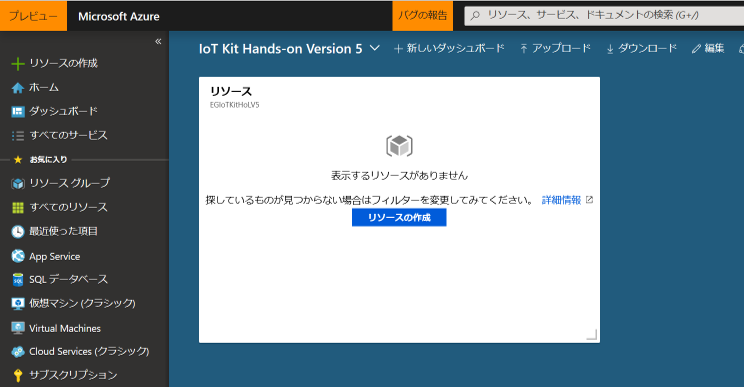 プレビュー
Microsoft Azure
バグの報告
リソース、サービス、ドキュメントの検索 (G+/)
«
リソースの作成
ホーム
ダッシュボード
すべてのサービス
お気に入り
リソース グループ
すべてのリソース
最近使った項目
App Service
SQL データベース
仮想マシン (クラシック)
Virtual Machines
Cloud Services (クラシック)
サブスクリプション
IoT Kit Hands-on Version 5
新しいダッシュボード
アップロード
ダウンロード
編集
リソース
EGIoTKitHoLV5
表示するリソースがありません
探しているものが見つからない場合はフィルターを変更してみてください。 詳細情報
リソースの作成